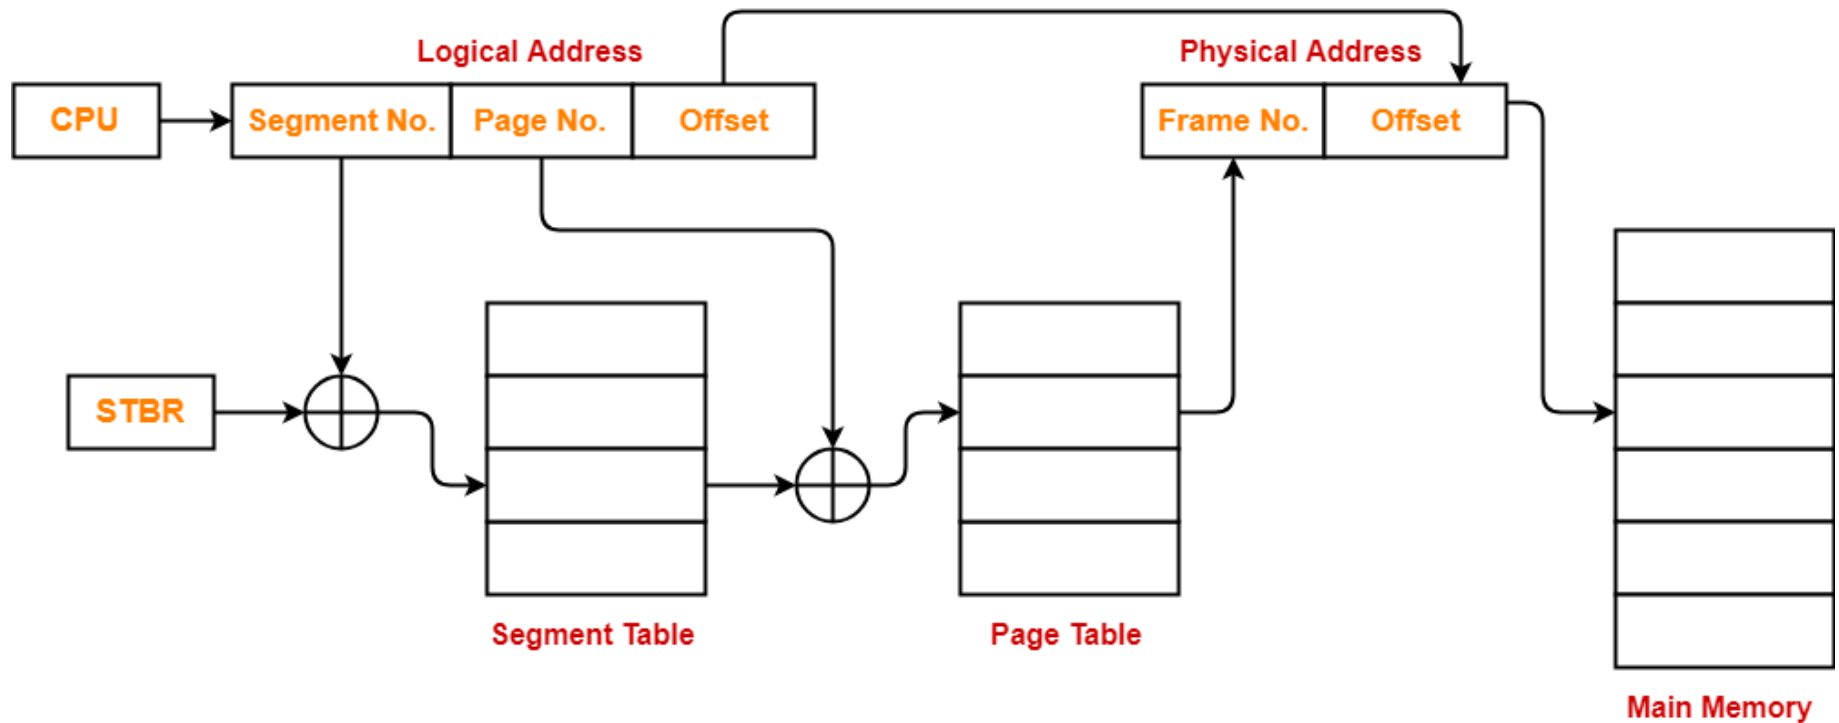 Logical Address
Physical Address
CPU
Segment No.
Page No.
Offset
Frame No.
Offset
STBR
Segment Table
Page Table
Main Memory